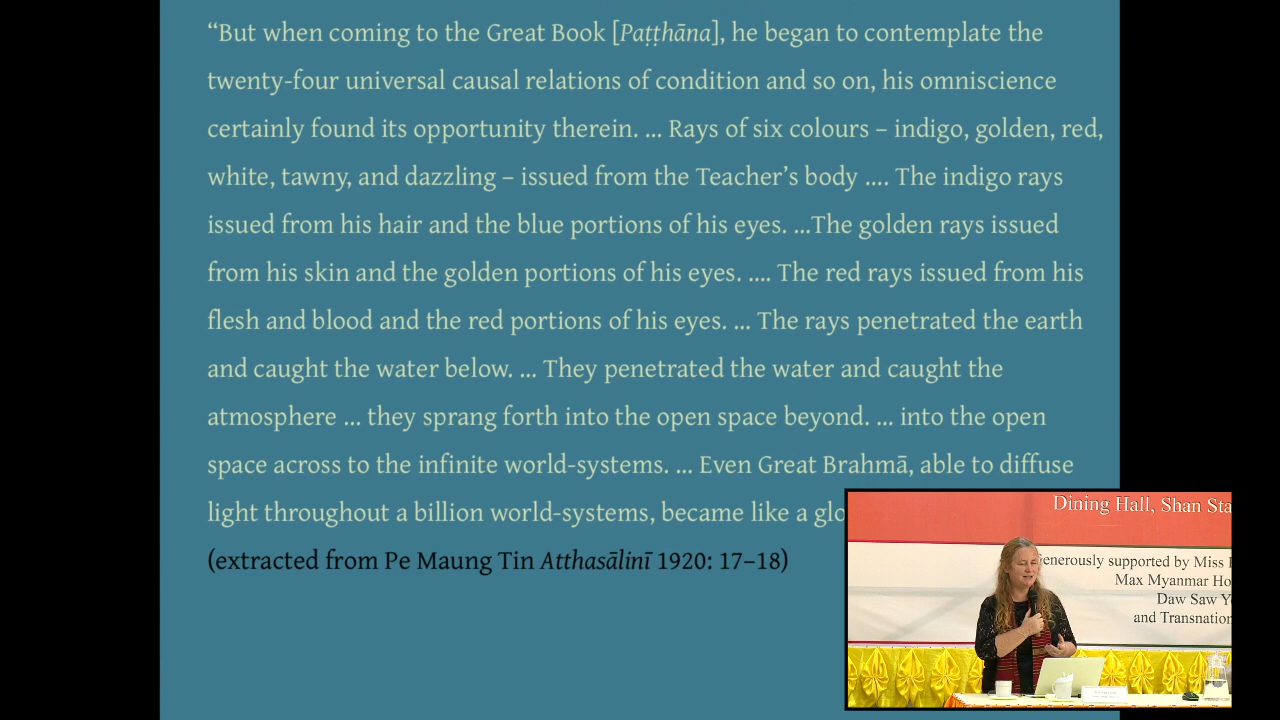 “But when coming to the Great Book [Paṭṭhāna], he began to contemplate the
twenty-four universal causal relations of condition and so on, his omniscience
certainly found its opportunity therein. ... Rays of six colours – indigo, golden, red,
white, tawny, and dazzling – issued from the Teacher’s body .... The indigo rays
issued from his hair and the blue portions of his eyes. ...The golden rays issued
from his skin and the golden portions of his eyes. .... The red rays issued from his
flesh and blood and the red portions of his eyes. ... The rays penetrated the earth
and caught the water below. ... They penetrated the water and caught the
atmosphere ... they sprang forth into the open space beyond. ... into the open
space across to the infinite world-systems. ... Even Great Brahmā, able to diffuse
light throughout a billion world-systems, became like a glo
(extracted from Pe Maung Tin Atthasālinī 1920: 17–18)
Dining Hall, Shan Sta
enerously supported by Miss
Max Myanmar Ho
Daw Saw Y
and Transnation